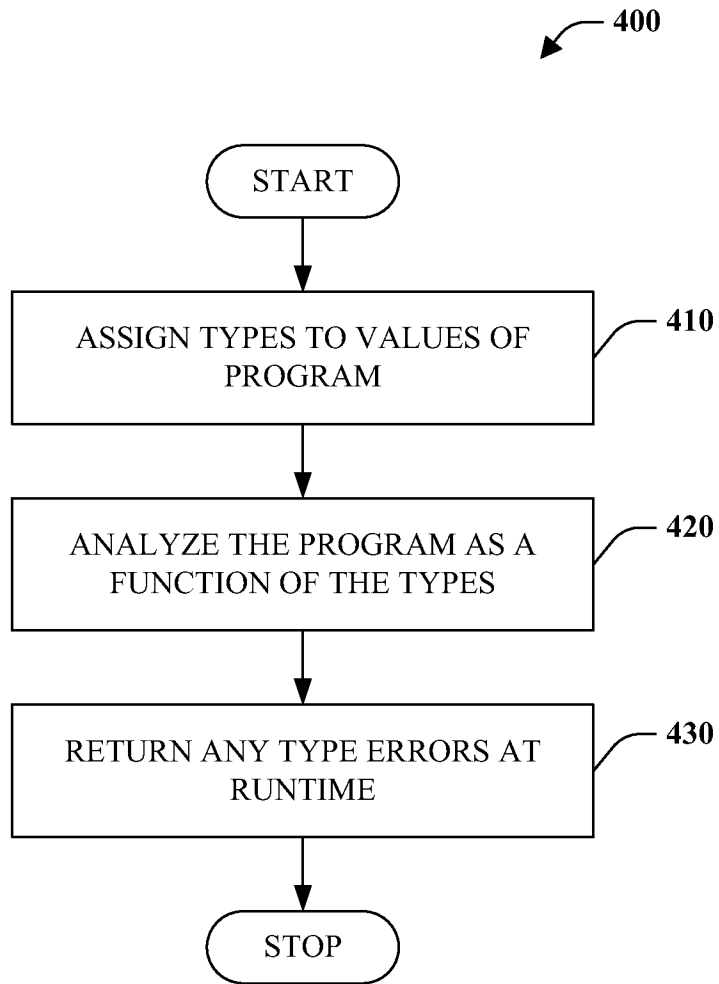 400
START
ASSIGN TYPES TO VALUES OF
PROGRAM
410
ANALYZE THE PROGRAM AS A
FUNCTION OF THE TYPES
420
RETURN ANY TYPE ERRORS AT
RUNTIME
430
STOP